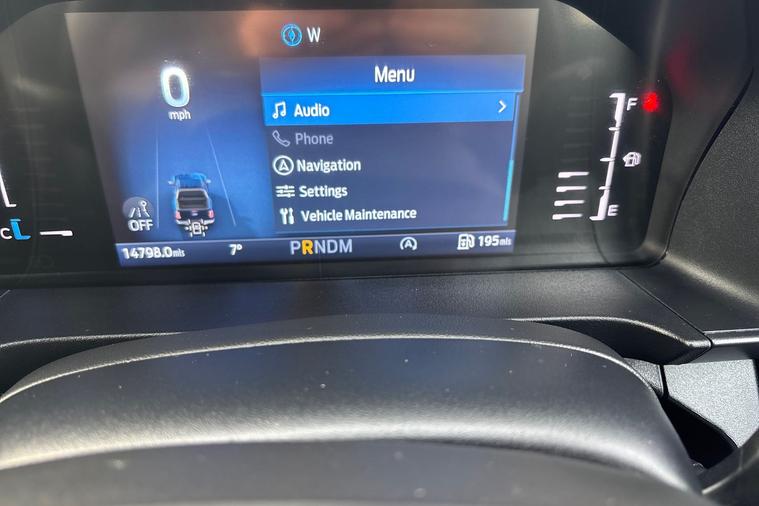 W
0
mph
Menu
Audio
Phone
Navigation
Settings
Vehicle Maintenance
OFF
14798.0mls
7°
PRNDM
A
195mls
F
E
C